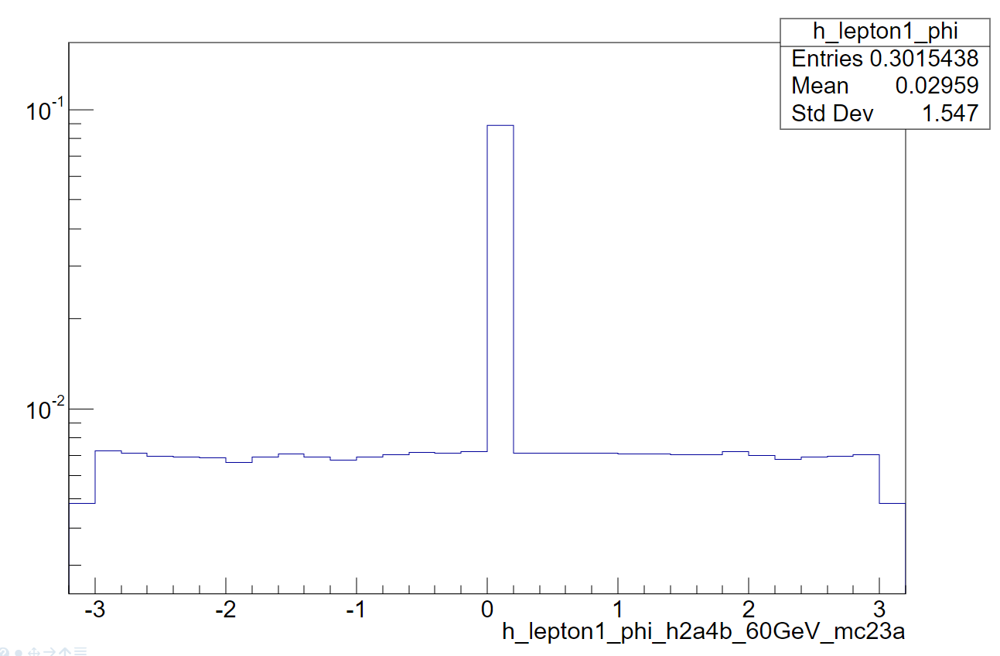 h_lepton1_phi
Entries 0.3015438
Mean 0.02959
Std Dev 1.547
10-1
10-2
-3 -2 -1 0 1 2 3
h_lepton1_phi_h2a4b_60GeV_mc23a